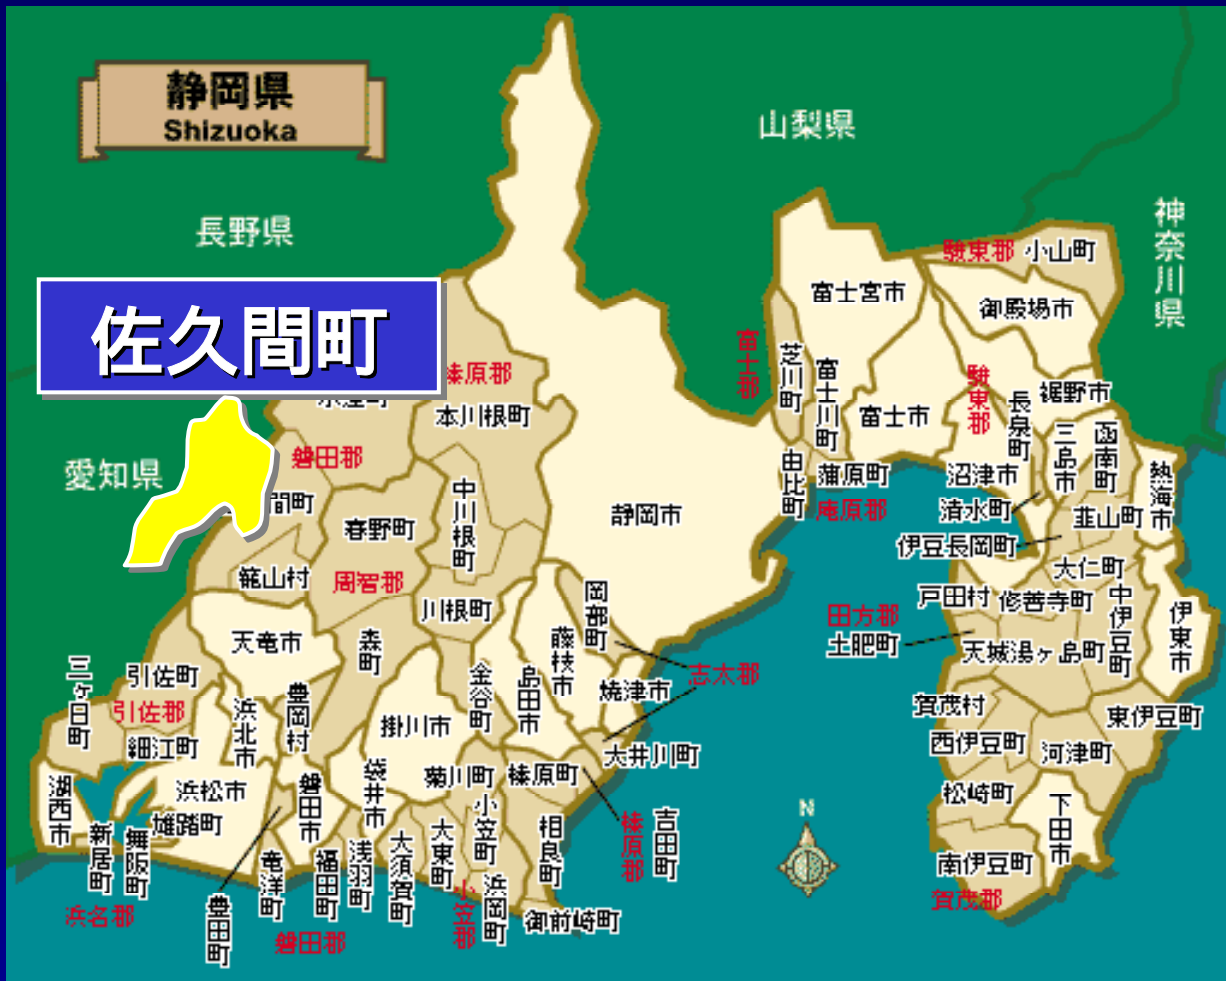 静岡県
Shizuoka
山梨県
長野県
神奈川県
愛知県
佐久間町
駿東郡
小山町
富士宮市
御殿場市
富士郡
芝川町
富士川町
富士市
駿東郡
長泉町
裾野市
榛原郡
本川根町
磐田郡
間町
春野町
中川根町
静岡市
由比町
蒲原町
庵原郡
沼津市
清水町
三島市
函南町
熱海市
韮山町
伊豆長岡町
龍山村
周智郡
川根町
岡部町
大仁町
戸田村
修善寺町
中伊豆町
伊東市
田方郡
土肥町
天城湯ヶ島町
天竜市
森町
藤枝市
志太郡
三ヶ日町
引佐町
引佐郡
細江町
浜北市
豊岡村
掛川市
金谷町
島田市
焼津市
大井川町
賀茂村
東伊豆町
西伊豆町
河津町
湖西市
浜松市
雄踏町
磐田市
袋井市
菊川町
榛原町
小笠町
松崎町
下田市
新居町
舞阪町
竜洋町
福田町
浅羽町
大須賀町
大東町
相良町
榛原郡
吉田町
N
南伊豆町
賀茂郡
浜名郡
豊田町
磐田郡
小笠郡
浜岡町
御前崎町